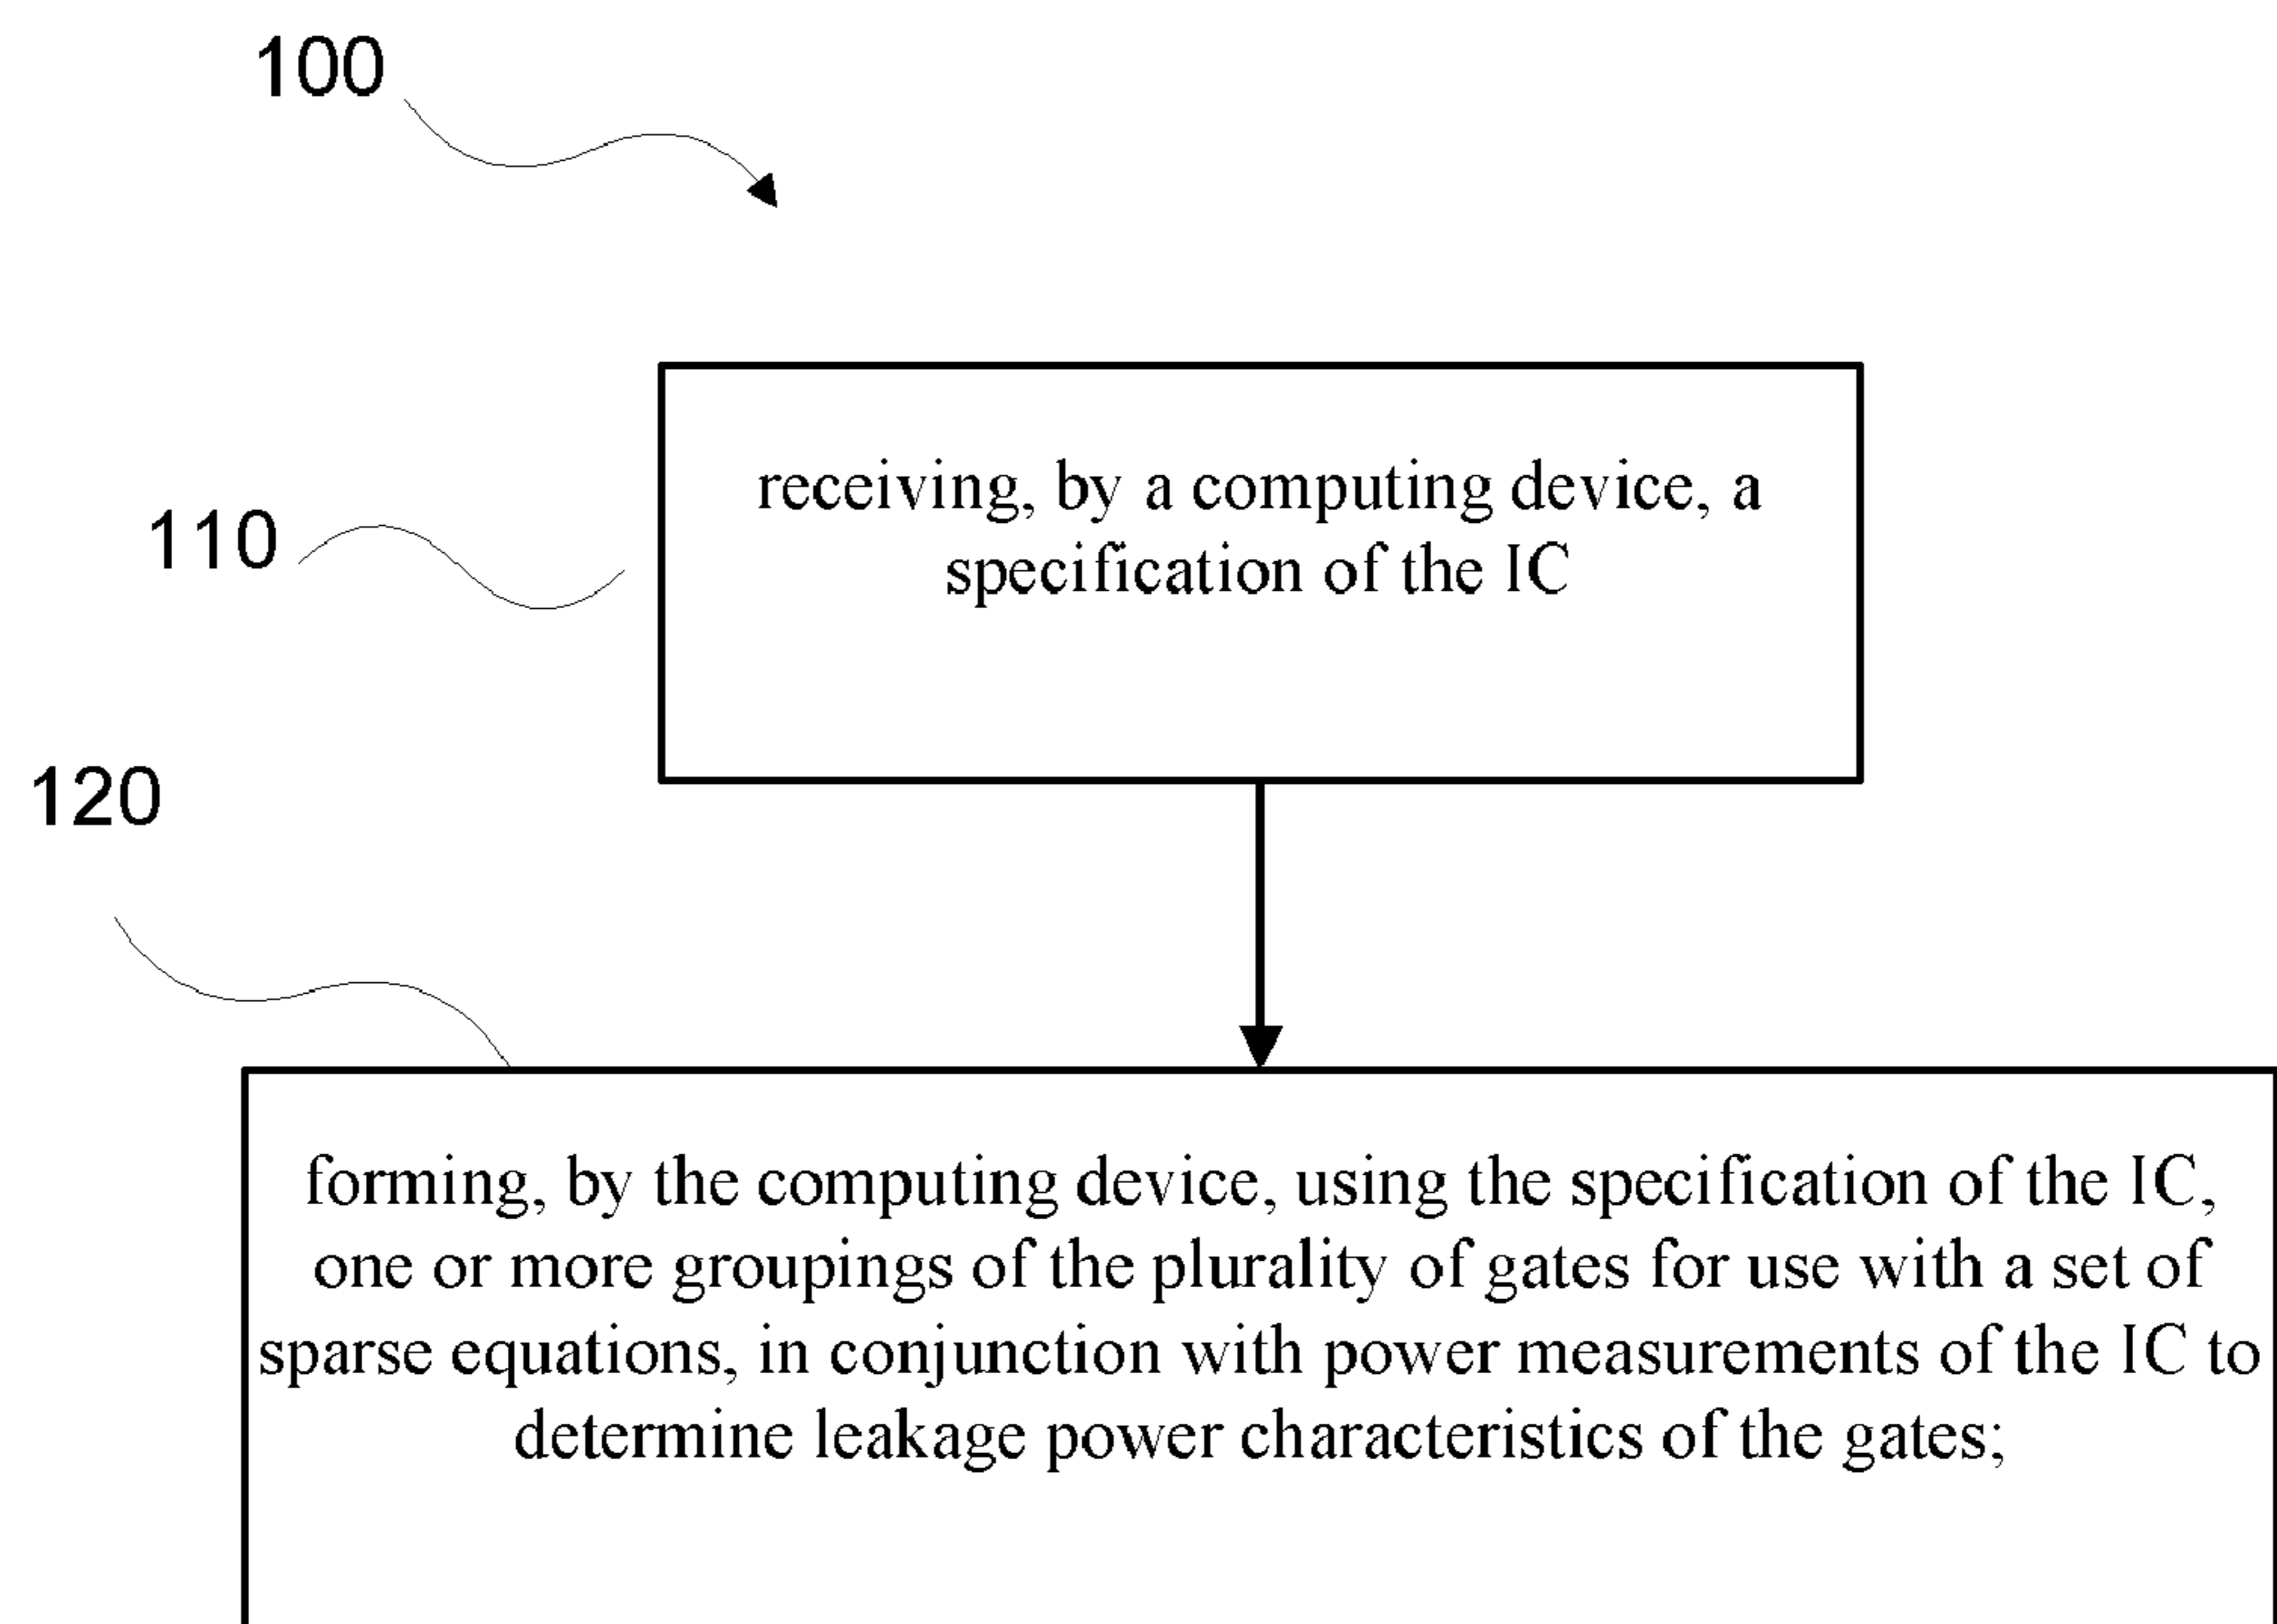 100
110
receiving, by a computing device, a
specification of the IC
120
forming, by the computing device, using the specification of the IC,
one or more groupings of the plurality of gates for use with a set of
sparse equations, in conjunction with power measurements of the IC to
determine leakage power characteristics of the gates;